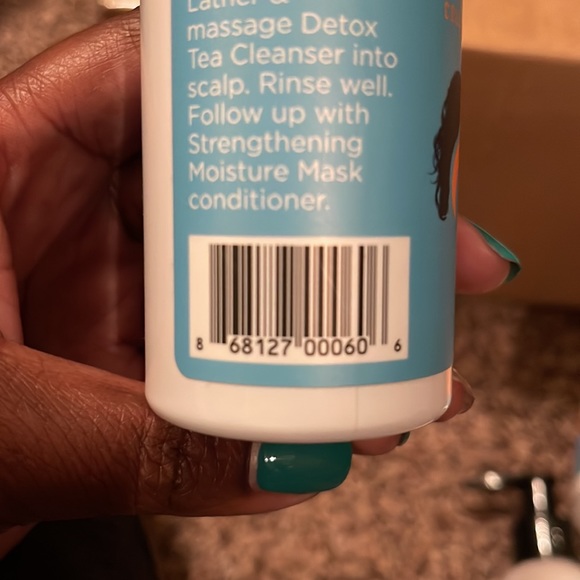 Lather &
massage Detox
Tea Cleanser into
scalp. Rinse well.
Follow up with
Strengthening
Moisture Mask
conditioner.
8 68127 00060 6